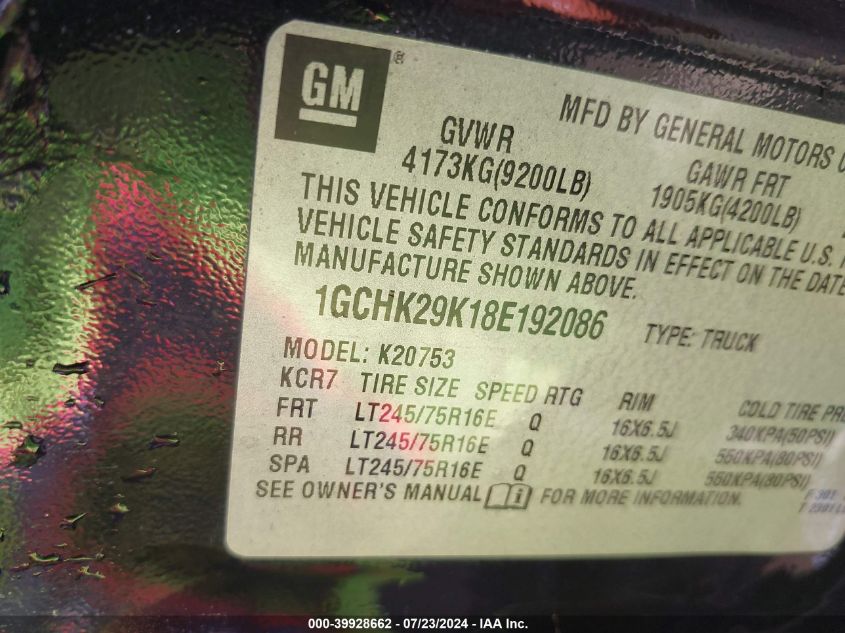 GM ®
MFD BY GENERAL MOTORS
GVWR
GAWR FRT
4173KG(9200LB)
1905KG(4200LB)
THIS VEHICLE CONFORMS TO ALL APPLICABLE U.S.
VEHICLE SAFETY STANDARDS IN EFFECT ON THE DATE
MANUFACTURE SHOWN ABOVE.
1GCHK29K18E192086 TYPE: TRUCK
MODEL: K20753
KCR7 TIRE SIZE SPEED RTG RIM COLD TIRE
FRT LT245/75R16E Q 16X6.5J 340KPA(50PSI)
RR LT245/75R16E Q 16X6.5J 550KPA(80PSI)
SPA LT245/75R16E Q 16X6.5J 550KPA(80PSI)
SEE OWNER'S MANUAL FOR MORE INFORMATION.
000-39928662 / 07/23/2024 - IAA Inc.